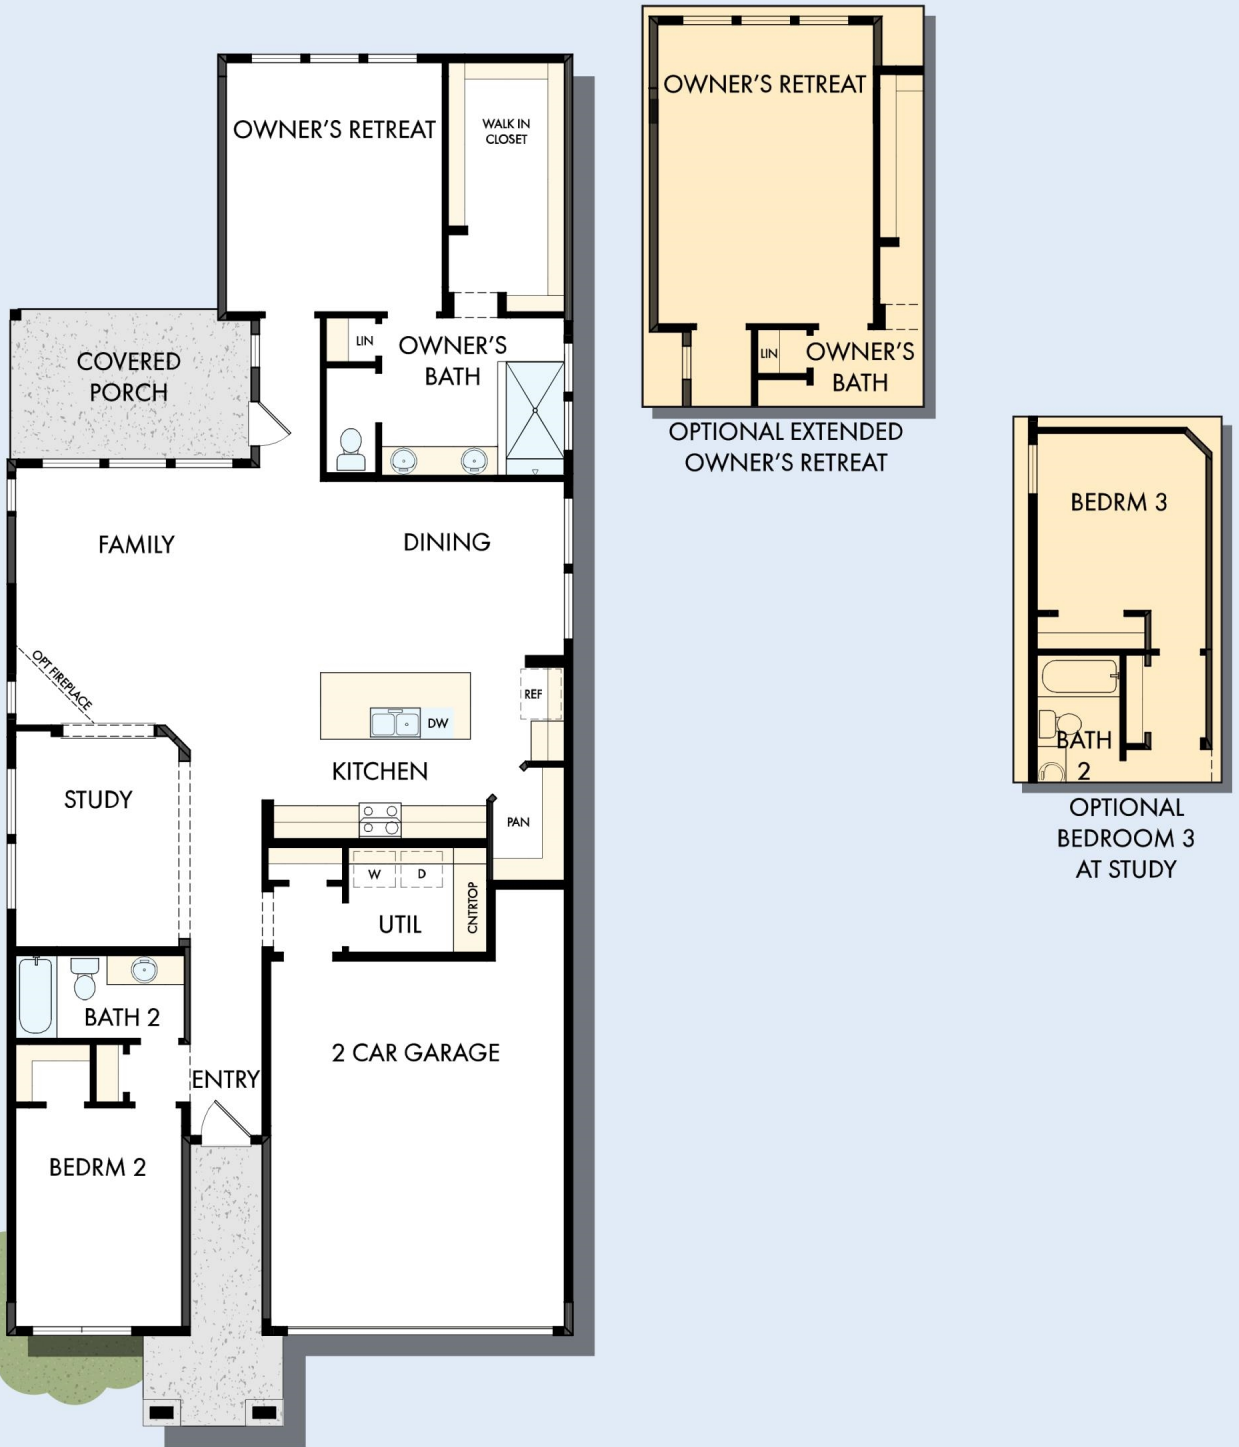 OWNER'S RETREAT
WALK IN
CLOSET
COVERED
PORCH
LIN
OWNER'S
BATH
FAMILY
DINING
OPT FIREPLACE
REF
DW
KITCHEN
STUDY
PAN
W
D
CNTRTOP
UTIL
BATH 2
2 CAR GARAGE
ENTRY
BEDRM 2
OWNER'S RETREAT
LIN
OWNER'S
BATH
OPTIONAL EXTENDED
OWNER'S RETREAT
BEDRM 3
BATH
2
OPTIONAL
BEDROOM 3
AT STUDY